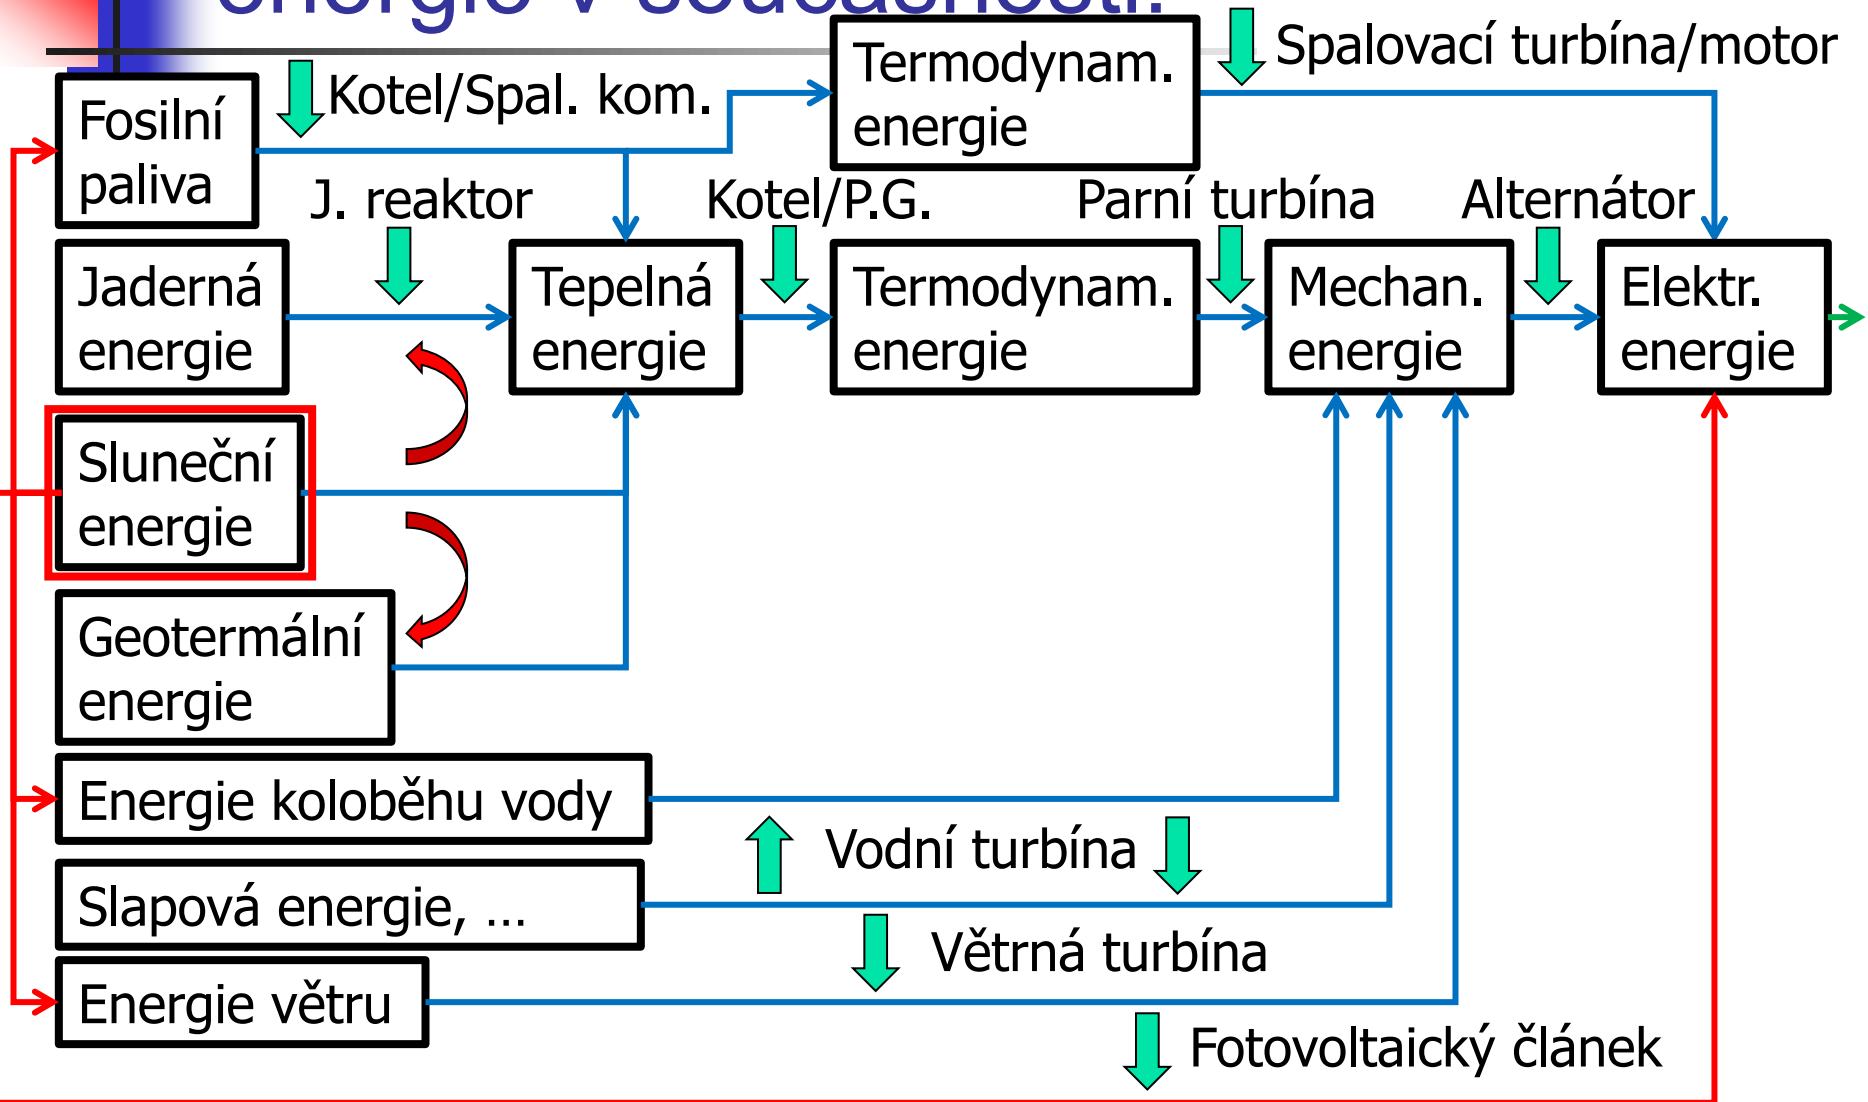 energie v současnosti.
Termodynam.
energie
Spalovací turbína/motor
Kotel/Spal. kom.
Fosilní
paliva
J. reaktor
Kotel/P.G.
Parní turbína
Alternátor
Jaderná
energie
Tepelná
energie
Termodynam.
energie
Mechan.
energie
Elektr.
energie
Sluneční
energie
Geotermální
energie
Energie koloběhu vody
Vodní turbína
Slapová energie, ...
Větrná turbína
Energie větru
Fotovoltaický článek